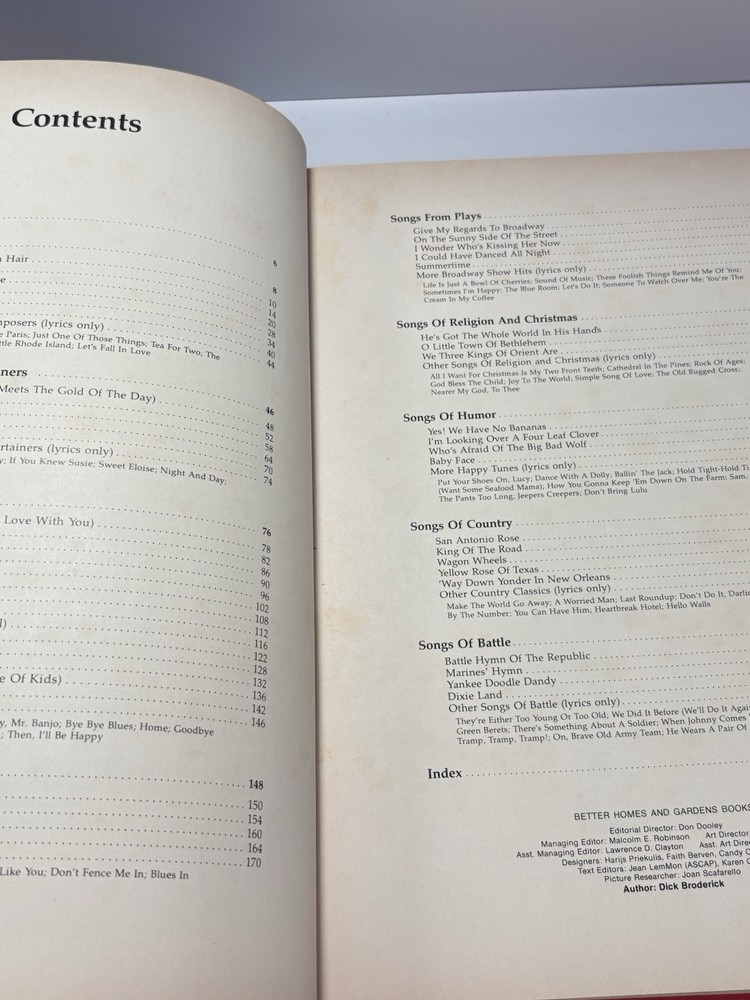 Contents
6
Hair
8
10
14
20
28
mposers (lyrics only)
34
Paris; Just One Of Those Things; Tea For Two; The
40
ttle Rhode Island; Let's Fall In Love
44
ners
Meets The Gold Of The Day)
46
48
52
58
ertainers (lyrics only)
64
y; If You Knew Susie; Sweet Eloise; Night And Day;
70
74
Love With You)
76
78
82
86
90
96
102
108
112
116
122
128
132
e Of Kids)
136
142
146
y, Mr. Banjo; Bye Bye Blues; Home; Goodbye
; Then, I'll Be Happy
148
150
154
160
164
170
Like You; Don't Fence Me In; Blues In
Songs From Plays
Give My Regards To Broadway
On The Sunny Side Of The Street
I Wonder Who's Kissing Her Now
I Could Have Danced All Night
Summertime
More Broadway Show Hits (lyrics only)
Life Is Just A Bowl Of Cherries; Sound Of Music; These Foolish Things Remind Me Of You;
Sometimes I'm Happy; The Blue Room; Let's Do It; Someone To Watch Over Me; You're The
Cream In My Coffee
Songs Of Religion And Christmas
He's Got The Whole World In His Hands
O Little Town Of Bethlehem
We Three Kings Of Orient Are
Other Songs Of Religion and Christmas (lyrics only)
All I Want For Christmas Is My Two Front Teeth; Cathedral In The Pines; Rock Of Ages;
God Bless The Child; Joy To The World; Simple Song Of Love; The Old Rugged Cross;
Nearer My God, To Thee
Songs Of Humor
Yes! We Have No Bananas
I'm Looking Over A Four Leaf Clover
Who's Afraid Of The Big Bad Wolf
Baby Face
More Happy Tunes (lyrics only)
Put Your Shoes On, Lucy; Dance With A Dolly; Ballin' The Jack; Hold Tight-Hold Ti
(Want Some Seafood Mama); How You Gonna Keep 'Em Down On The Farm; Sam,
The Pants Too Long; Jeepers Creepers; Don't Bring Lulu
Songs Of Country
San Antonio Rose
King Of The Road
Wagon Wheels
Yellow Rose Of Texas
'Way Down Yonder In New Orleans
Other Country Classics (lyrics only)
Make The World Go Away; A Worried Man; Last Roundup; Don't Do It, Darlin
By The Number; You Can Have Him; Heartbreak Hotel; Hello Walls
Songs Of Battle
Battle Hymn Of The Republic
Marines' Hymn
Yankee Doodle Dandy
Dixie Land
Other Songs Of Battle (lyrics only)
They're Either Too Young Or Too Old; We Did It Before (We'll Do It Agai
Green Berets; There's Something About A Soldier; When Johnny Comes
Tramp, Tramp, Tramp!; On, Brave Old Army Team; He Wears A Pair Of
Index
BETTER HOMES AND GARDENS BOOKS
Editorial Director: Don Dooley
Managing Editor: Malcolm E. Robinson Art Director
Asst. Managing Editor: Lawrence D. Clayton Asst. Art Dire
Designers: Harijs Priekulis, Faith Berven, Candy C
Text Editors: Jean LemMon (ASCAP), Karen
Picture Researcher: Joan Scafarello
Author: Dick Broderick